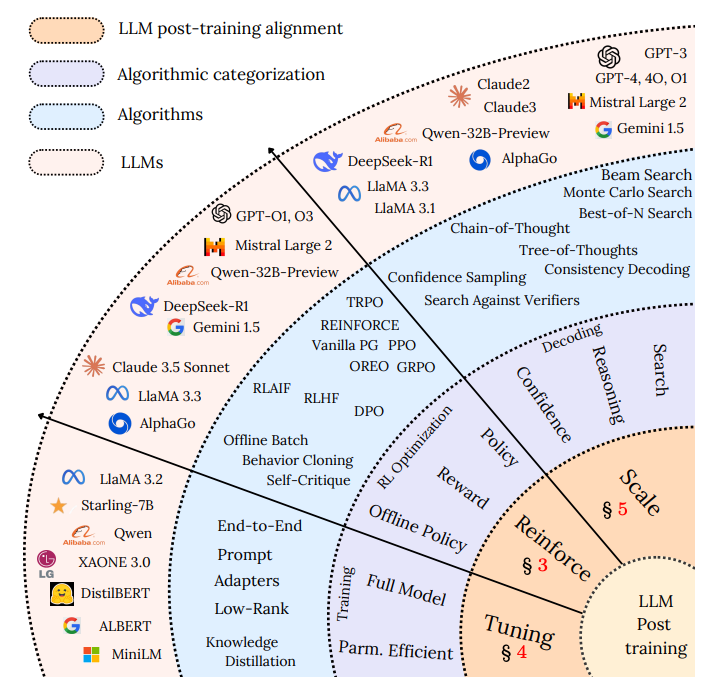 LLM post-training alignment
Algorithmic categorization
Algorithms
LLMs
GPT-3
GPT-4, 4O, O1
Claude2
Claude3
Mistral Large 2
Gemini 1.5
Alibaba.com
Qwen-32B-Preview
DeepSeek-R1
AlphaGo
LlaMA 3.3
LlaMA 3.1
Beam Search
Monte Carlo Search
Best-of-N Search
Chain-of-Thought
Tree-of-Thoughts
Consistency Decoding
Confidence Sampling
Search Against Verifiers
Decoding
Confidence
Reasoning
Search
Scale
§ 5
GPT-O1, O3
Mistral Large 2
Alibaba.com
Qwen-32B-Preview
DeepSeek-R1
Gemini 1.5
Claude 3.5 Sonnet
LlaMA 3.3
AlphaGo
TRPO
REINFORCE
Vanilla PG PPO
OREO GRPO
RLAIF
RLHF
DPO
Offline Batch
Behavior Cloning
Self-Critique
RL Optimization
Policy
Reward
Offline Policy
Reinforce
§ 3
LlaMA 3.2
Starling-7B
Alibaba.com
Qwen
LG
XAONE 3.0
DistilBERT
ALBERT
MiniLM
End-to-End
Prompt
Adapters
Low-Rank
Knowledge
Distillation
Training
Full Model
Parm. Efficient
Tuning
§ 4
LLM
Post
training